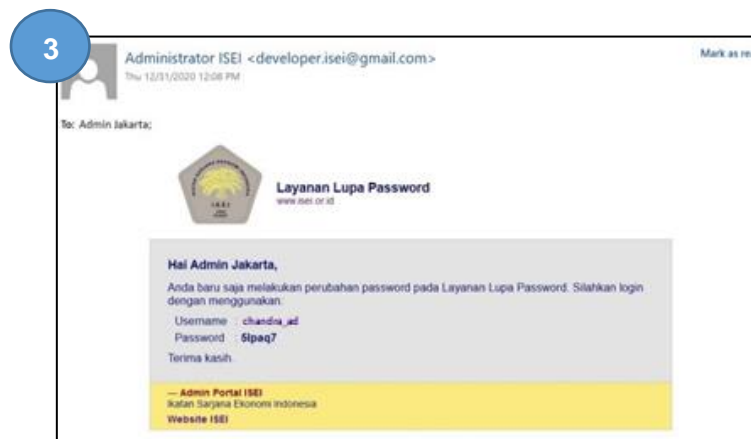 3
Administrator ISEI <developer.isei@gmail.com>
Mark as re
Thu 12/31/2020 12:08 PM
To: Admin Jakarta;
ISEI
Layanan Lupa Password
www.isei.or.id
Hai Admin Jakarta,
Anda baru saja melakukan perubahan password pada Layanan Lupa Password. Silahkan login
dengan menggunakan:
Username : chandra_ad
Password : 5lpaq7
Terima kasih.
— Admin Portal ISEI
Ikatan Sarjana Ekonomi Indonesia
Website ISEI